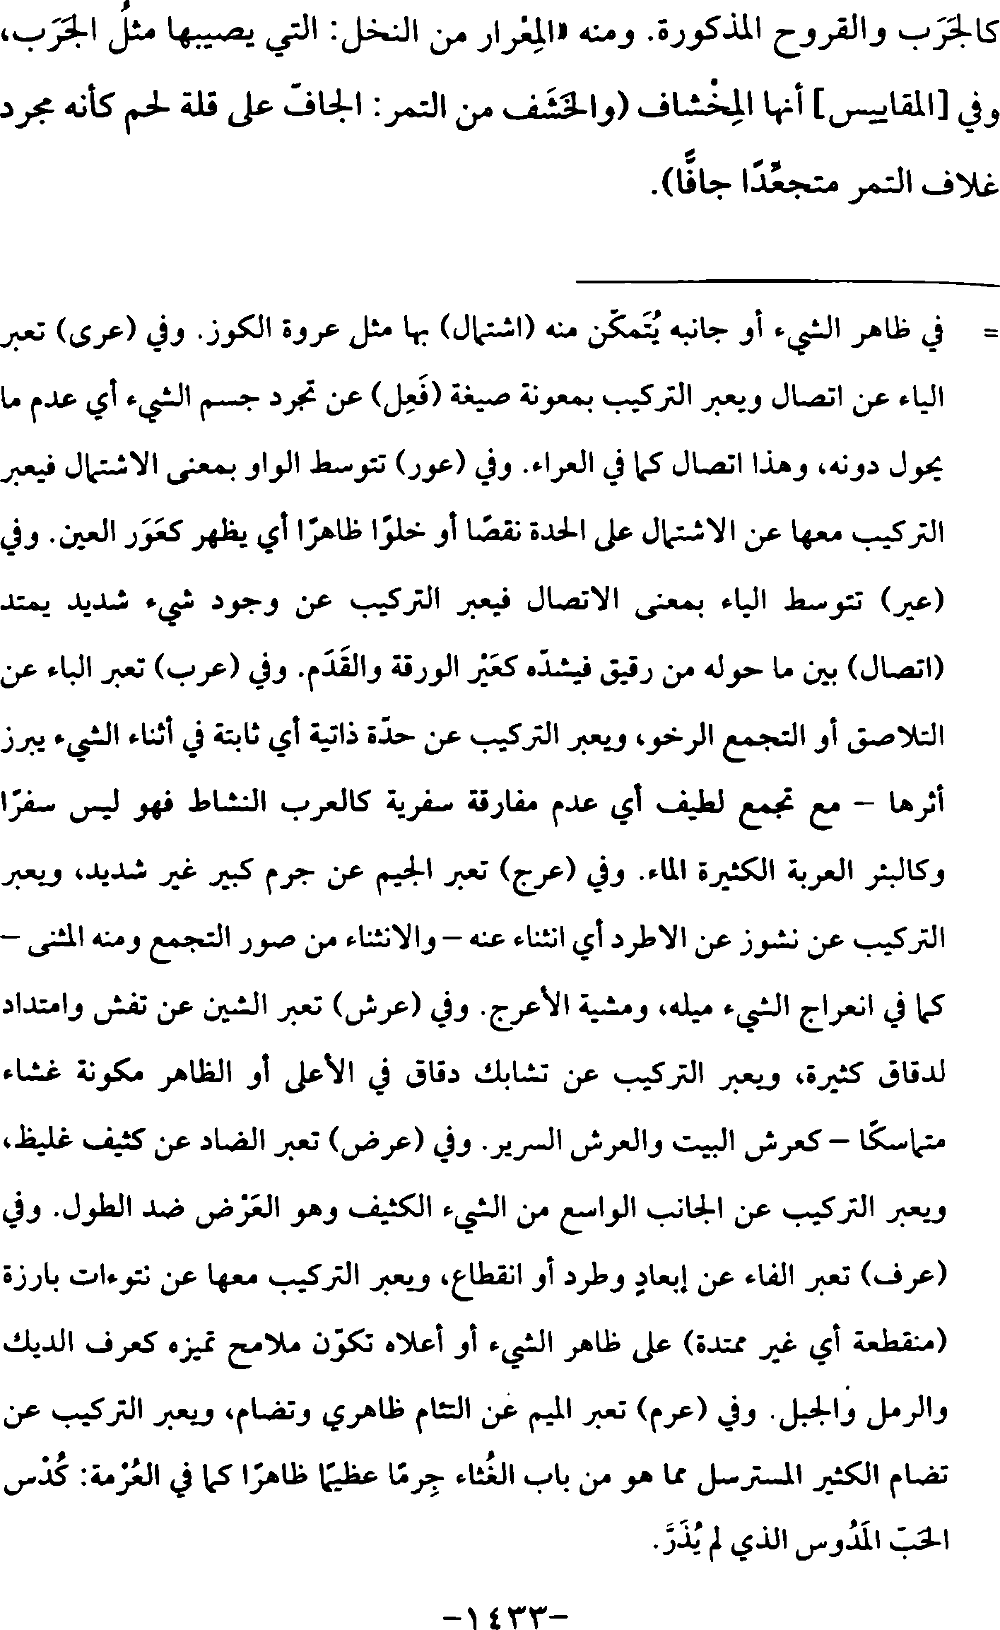 كالجَرَب والقروح المذكورة. ومنه «المِعْرار من النخل: التي يصيبها مثلُ الجَرَب،
وفي [المقاييس] أنها المِخْشاف (والخَشَف من التمر: الجافّ على قلة لحم كأنه مجرد
غلاف التمر متجعِّدًا جافًّا).
= في ظاهر الشيء أو جانبه يُتَمكّن منه (اشتمال) بها مثل عروة الكوز. وفي (عرى) تعبر
الياء عن اتصال ويعبر التركيب بمعونة صيغة (فَعِل) عن تجرد جسم الشيء أي عدم ما
يحول دونه، وهذا اتصال كما في العراء. وفي (عور) تتوسط الواو بمعنى الاشتمال فيعبر
التركيب معها عن الاشتمال على الحدة نقصًا أو خلوًا ظاهرًا أي يظهر كعَوَر العين. وفي
(عير) تتوسط الياء بمعنى الاتصال فيعبر التركيب عن وجود شيء شديد يمتد
(اتصال) بين ما حوله من رقيق فيشدّه كعَيْر الورقة والقَدَم. وفي (عرب) تعبر الباء عن
التلاصق أو التجمع الرخو، ويعبر التركيب عن حدّة ذاتية أي ثابتة في أثناء الشيء يبرز
أثرها – مع تجمع لطيف أي عدم مفارقة سفرية كالعرب النشاط فهو ليس سفرًا
وكالبئر العربة الكثيرة الماء. وفي (عرج) تعبر الجيم عن جرم كبير غير شديد، ويعبر
التركيب عن نشوز عن الاطرد أي انثناء عنه – والانثناء من صور التجمع ومنه المثنى –
كما في انعراج الشيء ميله، ومشية الأعرج. وفي (عرش) تعبر الشين عن تفش وامتداد
لدقاق كثيرة، ويعبر التركيب عن تشابك دقاق في الأعلى أو الظاهر مكونة غشاء
متماسكًا – كعرش البيت والعرش السرير. وفي (عرض) تعبر الضاد عن كثيف غليظ،
ويعبر التركيب عن الجانب الواسع من الشيء الكثيف وهو العَرْض ضد الطول. وفي
(عرف) تعبر الفاء عن إبعادٍ وطرد أو انقطاع، ويعبر التركيب معها عن نتوءات بارزة
(منقطعة أي غير ممتدة) على ظاهر الشيء أو أعلاه تكوّن ملامح تميزه كعرف الديك
والرمل والجبل. وفي (عرم) تعبر الميم عن التئام ظاهري وتضام، ويعبر التركيب عن
تضام الكثير المسترسل مما هو من باب الغُثاء جِرمًا عظيمًا ظاهرًا كما في العُرْمة: كُدْس
الحَبّ المَدُوس الذي لم يُذَرَّ.
-١٤٣٣-